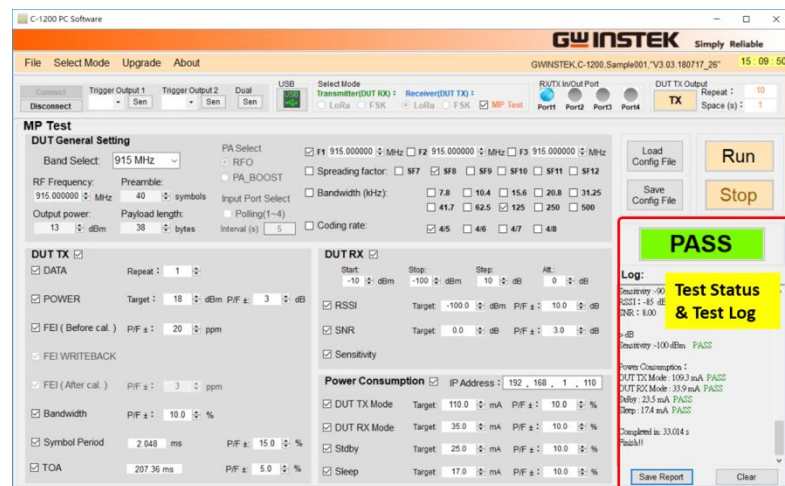 C-1200 PC Software
GW INSTEK Simply Reliable
File Select Mode Upgrade About
GWINSTEK,C-1200,Sample001,"V3.03.180717_26" 15 : 09 : 50
Connect Trigger Output 1 Trigger Output 2 Dual USB Select Mode RX/TX In/Out Port DUT TX Output
Transmitter(DUT RX) : Receiver(DUT TX) : Repeat : 10
Disconnect Sen Sen Sen LoRa FSK LoRa FSK MP Test Port1 Port2 Port3 Port4 TX Space (s) : 1
MP Test
DUT General Setting
Band Select: 915 MHz
RF Frequency: Preamble:
915.000000 MHz 40 symbols
Output power: Payload length:
13 dBm 38 bytes
PA Select
RFO
PA_BOOST
Input Port Select
Polling(1~4)
Interval (s) 5
F1 915.000000 MHz F2 915.000000 MHz F3 915.000000 MHz
Spreading factor: SF7 SF8 SF9 SF10 SF11 SF12
Bandwidth (kHz): 7.8 10.4 15.6 20.8 31.25
41.7 62.5 125 250 500
Coding rate: 4/5 4/6 4/7 4/8
Load Config File Run
Save Config File Stop
DUT TX
DATA Repeat : 1
POWER Target : 18 dBm P/F ± : 3 dB
FEI ( Before cal. ) P/F ± : 20 ppm
FEI WRITEBACK
FEI ( After cal. ) P/F ± : 3 ppm
Bandwidth P/F ± : 10.0 %
Symbol Period 2.048 ms P/F ± : 15.0 %
TOA 207.36 ms P/F ± : 5.0 %
DUT RX
Start: Stop: Step: Att.:
-10 dBm -100 dBm 10 dB 0 dB
RSSI Target: -100.0 dBm P/F ± : 10.0 dB
SNR Target: 0.0 dB P/F ± : 3.0 dB
Sensitivity
Power Consumption IP Address : 192 . 168 . 1 . 110
DUT TX Mode Target: 110.0 mA P/F ± : 10.0 %
DUT RX Mode Target: 35.0 mA P/F ± : 10.0 %
Stdby Target: 25.0 mA P/F ± : 10.0 %
Sleep Target: 17.0 mA P/F ± : 10.0 %
PASS
Log:
Test Status
& Test Log
Sensitivity :-90
RSSI : -85 dB
SNR : 8.00
> dB
Sensitivity :-100 dBm PASS
Power Consumption :
DUT TX Mode : 109.3 mA PASS
DUT RX Mode : 33.9 mA PASS
Stdby : 23.5 mA PASS
Sleep : 17.4 mA PASS
Completed in: 33.014 s
Finish!!
Save Report Clear